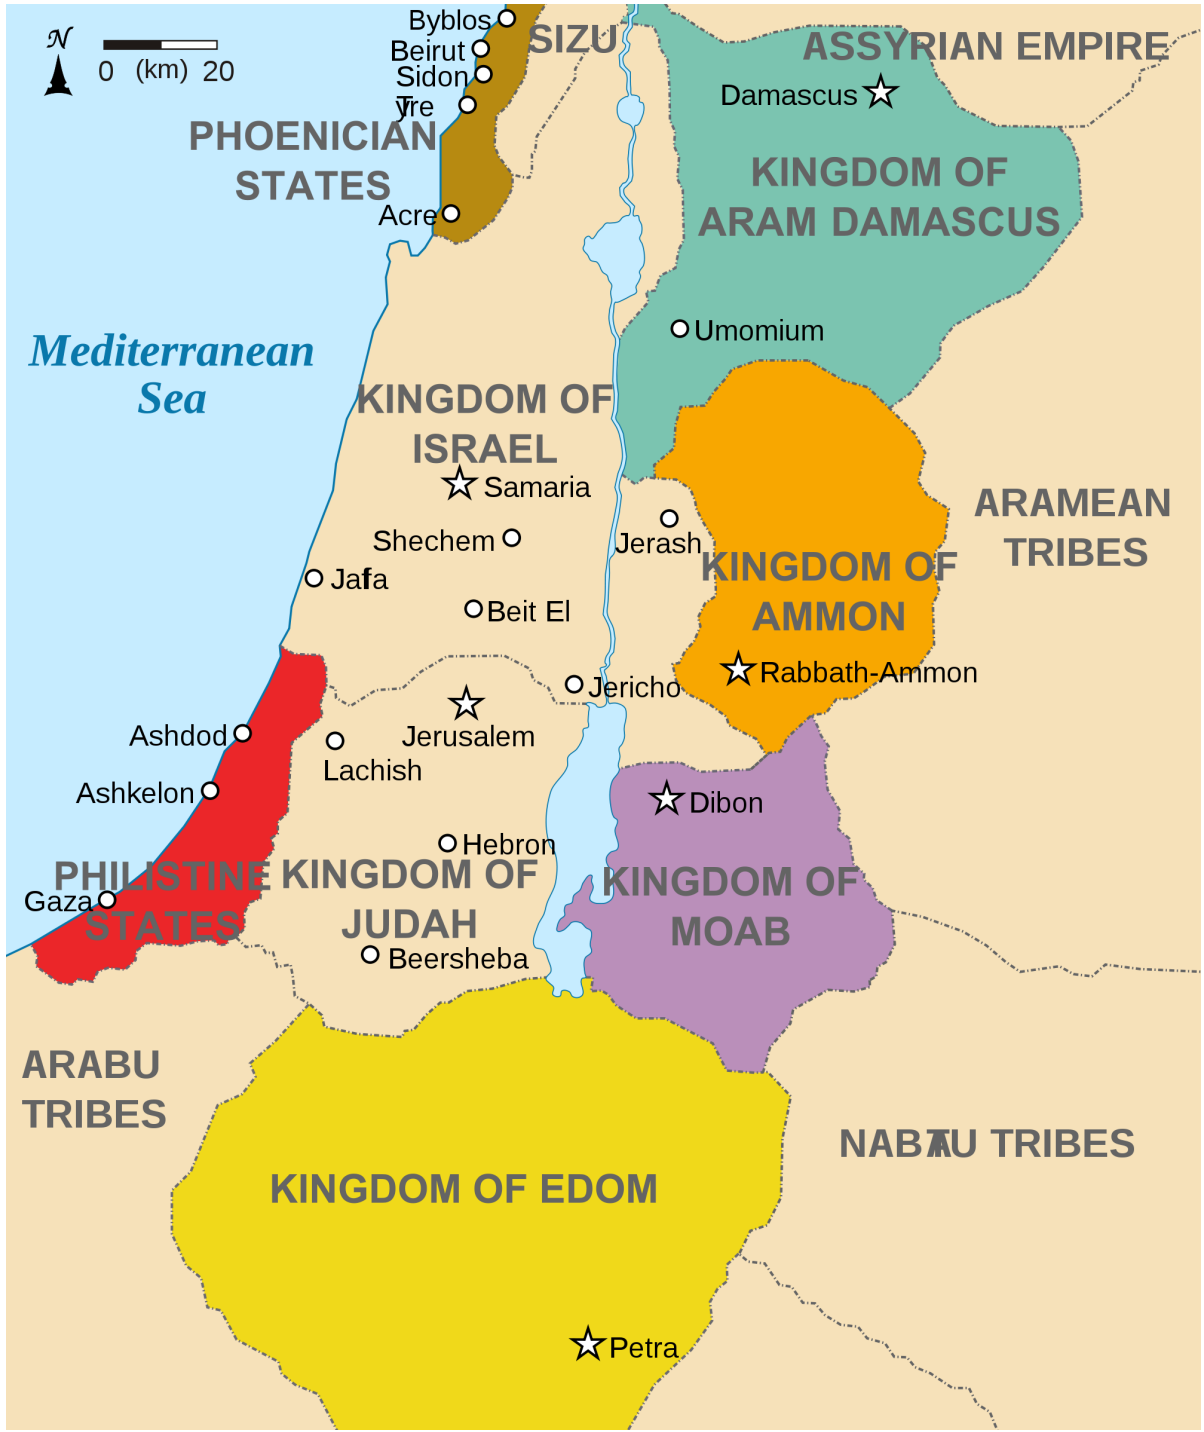 N
0 (km) 20
Byblos
Beirut
Sidon
Tyre
SIZU
ASSYRIAN EMPIRE
Damascus
PHOENICIAN
STATES
Acre
KINGDOM OF
ARAM DAMASCUS
Umomium
Mediterranean
Sea
KINGDOM OF
ISRAEL
Samaria
Shechem
Jerash
Jafa
Beit El
ARAMEAN
TRIBES
KINGDOM OF
AMMON
Rabbath-Ammon
Jericho
Jerusalem
Ashdod
Lachish
Ashkelon
Dibon
Hebron
PHILISTINE
STATES
Gaza
KINGDOM OF
JUDAH
Beersheba
KINGDOM OF
MOAB
ARABU
TRIBES
NABATU TRIBES
KINGDOM OF EDOM
Petra